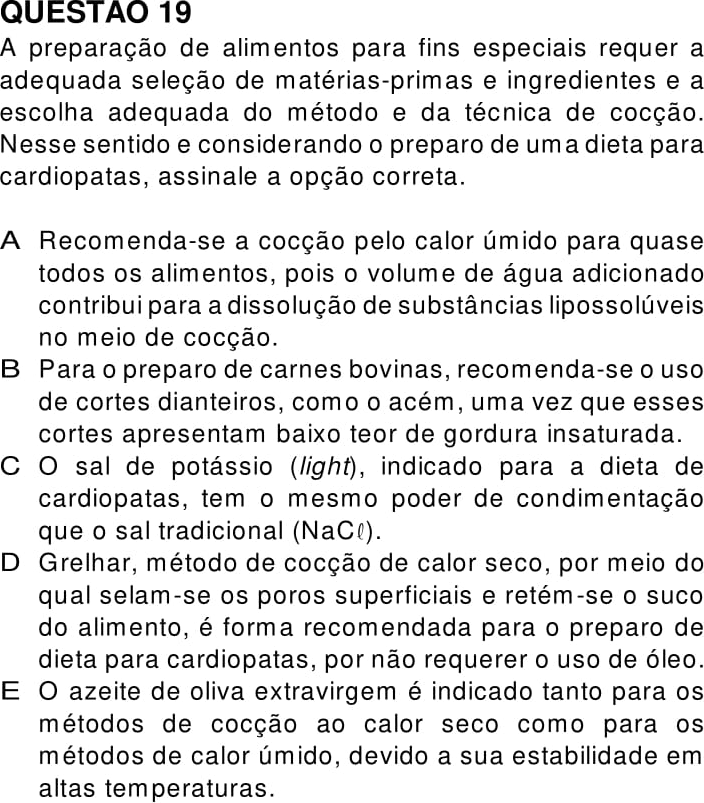 QUESTÃO 19
A preparação de alimentos para fins especiais requer a
adequada seleção de matérias-primas e ingredientes e a
escolha adequada do método e da técnica de cocção.
Nesse sentido e considerando o preparo de uma dieta para
cardiopatas, assinale a opção correta.
A Recomenda-se a cocção pelo calor úmido para quase
todos os alimentos, pois o volume de água adicionado
contribui para a dissolução de substâncias lipossolúveis
no meio de cocção.
B Para o preparo de carnes bovinas, recomenda-se o uso
de cortes dianteiros, como o acém, uma vez que esses
cortes apresentam baixo teor de gordura insaturada.
C O sal de potássio (light), indicado para a dieta de
cardiopatas, tem o mesmo poder de condimentação
que o sal tradicional (NaCℓ).
D Grelhar, método de cocção de calor seco, por meio do
qual selam-se os poros superficiais e retém-se o suco
do alimento, é forma recomendada para o preparo de
dieta para cardiopatas, por não requerer o uso de óleo.
E O azeite de oliva extravirgem é indicado tanto para os
métodos de cocção ao calor seco como para os
métodos de calor úmido, devido a sua estabilidade em
altas temperaturas.